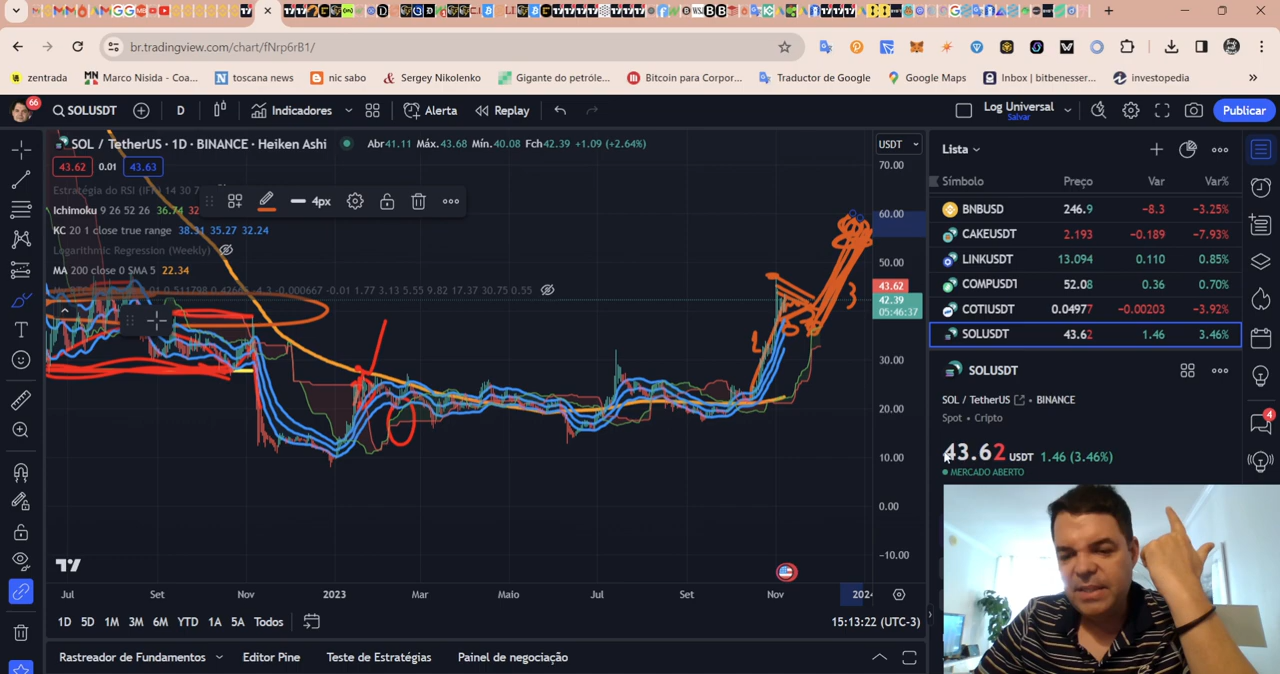 br.tradingview.com/chart/fNrp6rB1/
zentrada
Marco Nisida - Coa...
toscana news
nic sabo
Sergey Nikolenko
Gigante do petróle...
Bitcoin para Corpor...
Traductor de Google
Google Maps
Inbox | bitbenesser...
investopedia
66
SOLUSDT
D
Indicadores
Alerta
Replay
Log Universal
Salvar
Publicar
SOL / TetherUS · 1D · BINANCE · Heiken Ashi
Abr41.11 Máx.43.68 Mín.40.08 Fch42.39 +1.09 (+2.64%)
43.62 0.01 43.63
Estratégia do RSI (IFR) 14 30 7
4px
Ichimoku 9 26 52 26 36.74
KC 20 1 close true range 38.31 35.27 32.24
Logarithmic Regression (Weekly)
MA 200 close 0 SMA 5 22.34
USDT
70.00
60.00
50.00
43.62
42.39
05:46:37
30.00
20.00
10.00
0.00
−10.00
Jul
Set
Nov
2023
Mar
Maio
Jul
Set
Nov
2024
1D 5D 1M 3M 6M YTD 1A 5A Todos
15:13:22 (UTC-3)
Rastreador de Fundamentos
Editor Pine
Teste de Estratégias
Painel de negociação
Lista
Símbolo Preço Var Var%
BNBUSD 246.9 −8.3 −3.25%
CAKEUSDT 2.193 −0.189 −7.93%
LINKUSDT 13.094 0.110 0.85%
COMPUSDT 52.08 0.36 0.70%
COTIUSDT 0.04977 −0.00203 −3.92%
SOLUSDT 43.62 1.46 3.46%
SOLUSDT
SOL / TetherUS • BINANCE
Spot • Cripto
43.62 USDT 1.46 (3.46%)
MERCADO ABERTO
4